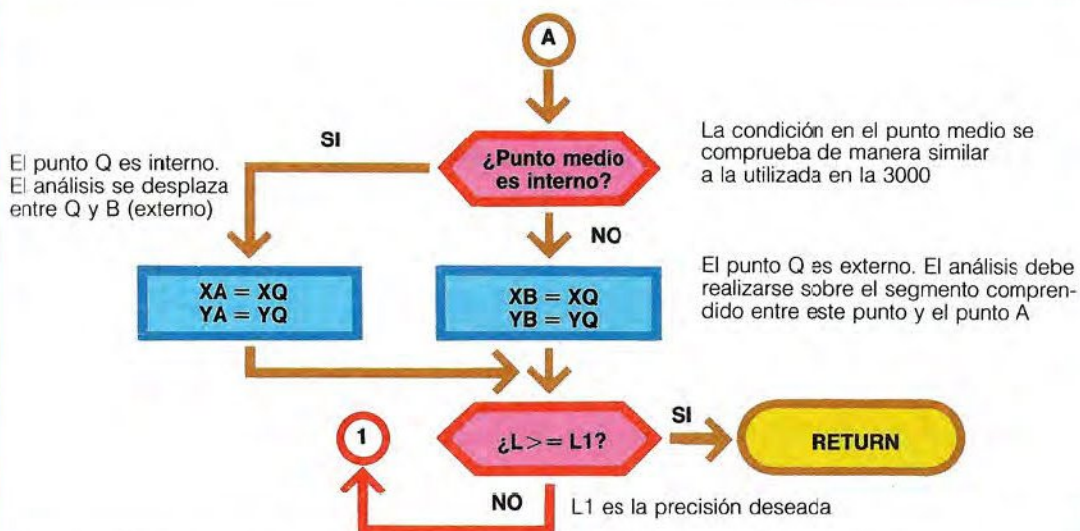 A
SI
¿Punto medio
es interno?
La condición en el punto medio se
comprueba de manera similar
a la utilizada en la 3000
El punto Q es interno.
El análisis se desplaza
entre Q y B (externo)
NO
XA = XQ
YA = YQ
XB = XQ
YB = YQ
El punto Q es externo. El análisis debe
realizarse sobre el segmento compren-
dido entre este punto y el punto A
1
¿L>= L1?
SI
RETURN
NO
L1 es la precisión deseada